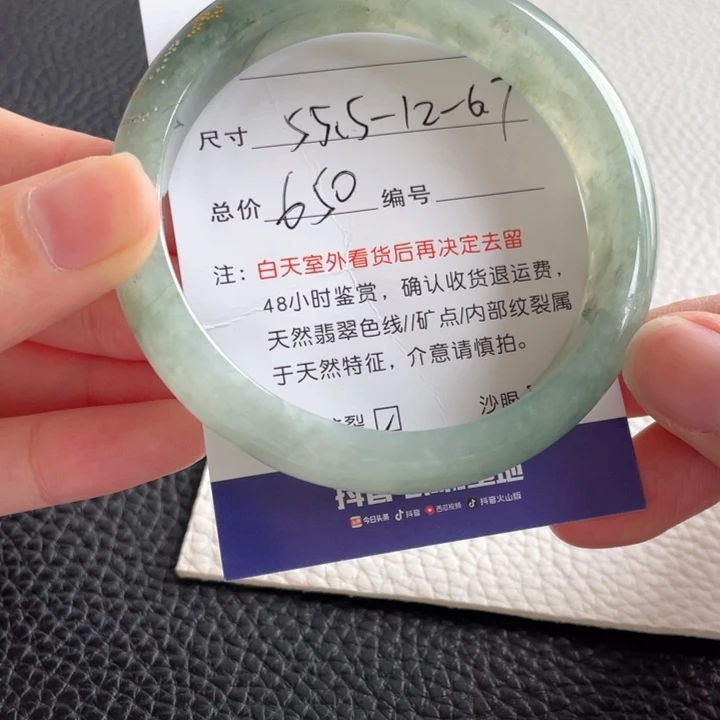 尺寸 55.5-12-6.7
总价 650 编号
注：白天室外看货后再决定去留
48小时鉴赏，确认收货退运费，
天然翡翠色线//矿点/内部纹裂属
于天然特征，介意请慎拍。
裂 ☑ 沙眼
抖音
今日头条 抖音 西瓜视频 抖音火山版